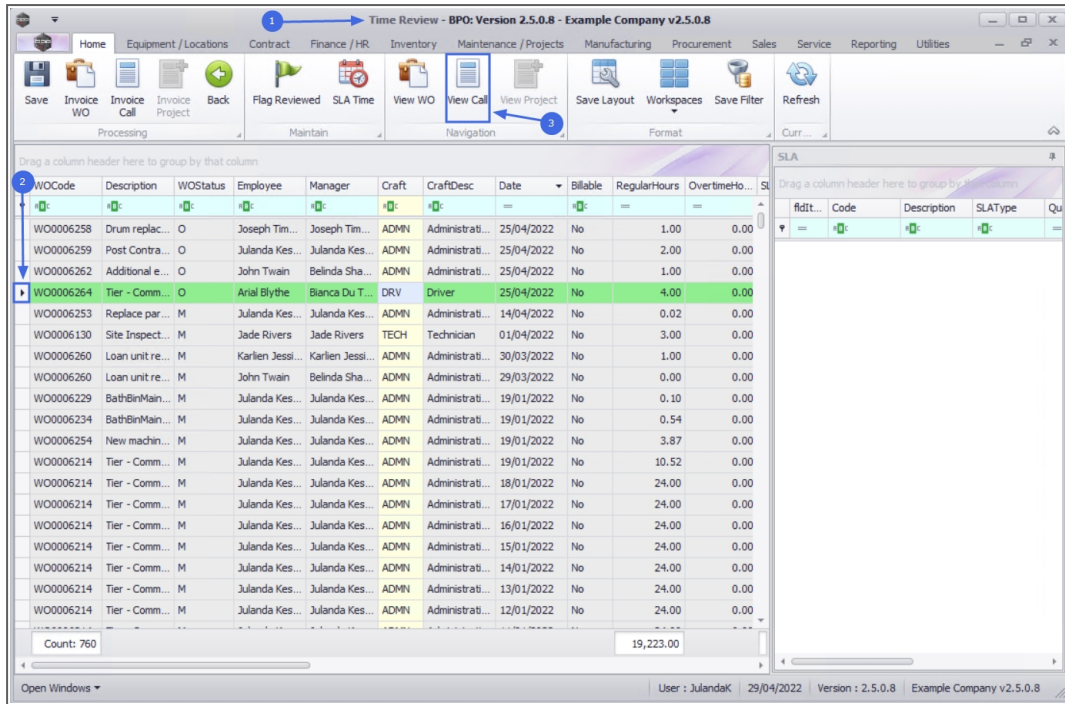 1
Time Review - BPO: Version 2.5.0.8 - Example Company v2.5.0.8
Home Equipment / Locations Contract Finance / HR Inventory Maintenance / Projects Manufacturing Procurement Sales Service Reporting Utilities
Save Invoice WO Invoice Call Invoice Project Back Flag Reviewed SLA Time View WO View Call View Project Save Layout Workspaces Save Filter Refresh
3
Processing Maintain Navigation Format Curr...
Drag a column header here to group by that column
SLA
2
WOCode Description WOStatus Employee Manager Craft CraftDesc Date Billable RegularHours OvertimeHo... SL
Drag a column header here to group by that column
fldIt... Code Description SLAType Qu
WO0006258 Drum replac... O Joseph Tim... Joseph Tim... ADMN Administrati... 25/04/2022 No 1.00 0.00
WO0006259 Post Contra... O Julanda Kes... Julanda Kes... ADMN Administrati... 25/04/2022 No 2.00 0.00
WO0006262 Additional e... O John Twain Belinda Sha... ADMN Administrati... 25/04/2022 No 1.00 0.00
WO0006264 Tier - Comm... O Arial Blythe Bianca Du T... DRV Driver 25/04/2022 No 4.00 0.00
WO0006253 Replace par... M Julanda Kes... Julanda Kes... ADMN Administrati... 14/04/2022 No 0.02 0.00
WO0006130 Site Inspect... M Jade Rivers Jade Rivers TECH Technician 01/04/2022 No 3.00 0.00
WO0006260 Loan unit re... M Karlien Jessi... Karlien Jessi... ADMN Administrati... 30/03/2022 No 1.00 0.00
WO0006260 Loan unit re... M John Twain Belinda Sha... ADMN Administrati... 29/03/2022 No 0.00 0.00
WO0006229 BathBinMain... M Julanda Kes... Julanda Kes... ADMN Administrati... 19/01/2022 No 0.10 0.00
WO0006234 BathBinMain... M Julanda Kes... Julanda Kes... ADMN Administrati... 19/01/2022 No 0.54 0.00
WO0006254 New machin... M Julanda Kes... Julanda Kes... ADMN Administrati... 19/01/2022 No 3.87 0.00
WO0006214 Tier - Comm... M Julanda Kes... Julanda Kes... ADMN Administrati... 19/01/2022 No 10.52 0.00
WO0006214 Tier - Comm... M Julanda Kes... Julanda Kes... ADMN Administrati... 18/01/2022 No 24.00 0.00
WO0006214 Tier - Comm... M Julanda Kes... Julanda Kes... ADMN Administrati... 17/01/2022 No 24.00 0.00
WO0006214 Tier - Comm... M Julanda Kes... Julanda Kes... ADMN Administrati... 16/01/2022 No 24.00 0.00
WO0006214 Tier - Comm... M Julanda Kes... Julanda Kes... ADMN Administrati... 15/01/2022 No 24.00 0.00
WO0006214 Tier - Comm... M Julanda Kes... Julanda Kes... ADMN Administrati... 14/01/2022 No 24.00 0.00
WO0006214 Tier - Comm... M Julanda Kes... Julanda Kes... ADMN Administrati... 13/01/2022 No 24.00 0.00
WO0006214 Tier - Comm... M Julanda Kes... Julanda Kes... ADMN Administrati... 12/01/2022 No 24.00 0.00
Count: 760 19,223.00
Open Windows User : JulandaK 29/04/2022 Version : 2.5.0.8 Example Company v2.5.0.8